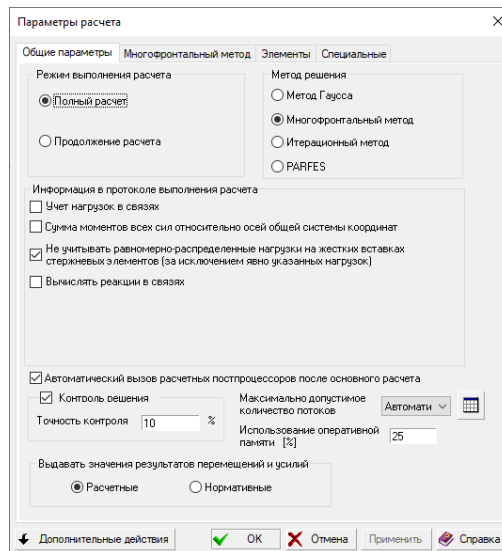 Параметры расчета
Общие параметры Многофронтальный метод Элементы Специальные
Режим выполнения расчета
Полный расчет
Продолжение расчета
Метод решения
Метод Гаусса
Многофронтальный метод
Итерационный метод
PARFES
Информация в протоколе выполнения расчета
Учет нагрузок в связях
Сумма моментов всех сил относительно осей общей системы координат
Не учитывать равномерно-распределенные нагрузки на жестких вставках
стержневых элементов (за исключением явно указанных нагрузок)
Вычислять реакции в связях
Автоматический вызов расчетных постпроцессоров после основного расчета
Контроль решения
Точность контроля 10 %
Максимально допустимое
количество потоков Автомати
Использование оперативной
памяти [%] 25
Выдавать значения результатов перемещений и усилий
Расчетные Нормативные
Дополнительные действия OK Отмена Применить Справка